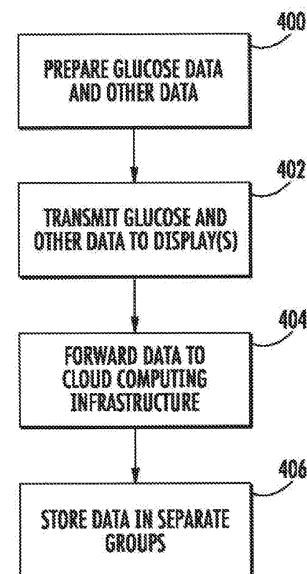 400
PREPARE GLUCOSE DATA
AND OTHER DATA
402
TRANSMIT GLUCOSE AND
OTHER DATA TO DISPLAY(S)
404
FORWARD DATA TO
CLOUD COMPUTING
INFRASTRUCTURE
406
STORE DATA IN SEPARATE
GROUPS